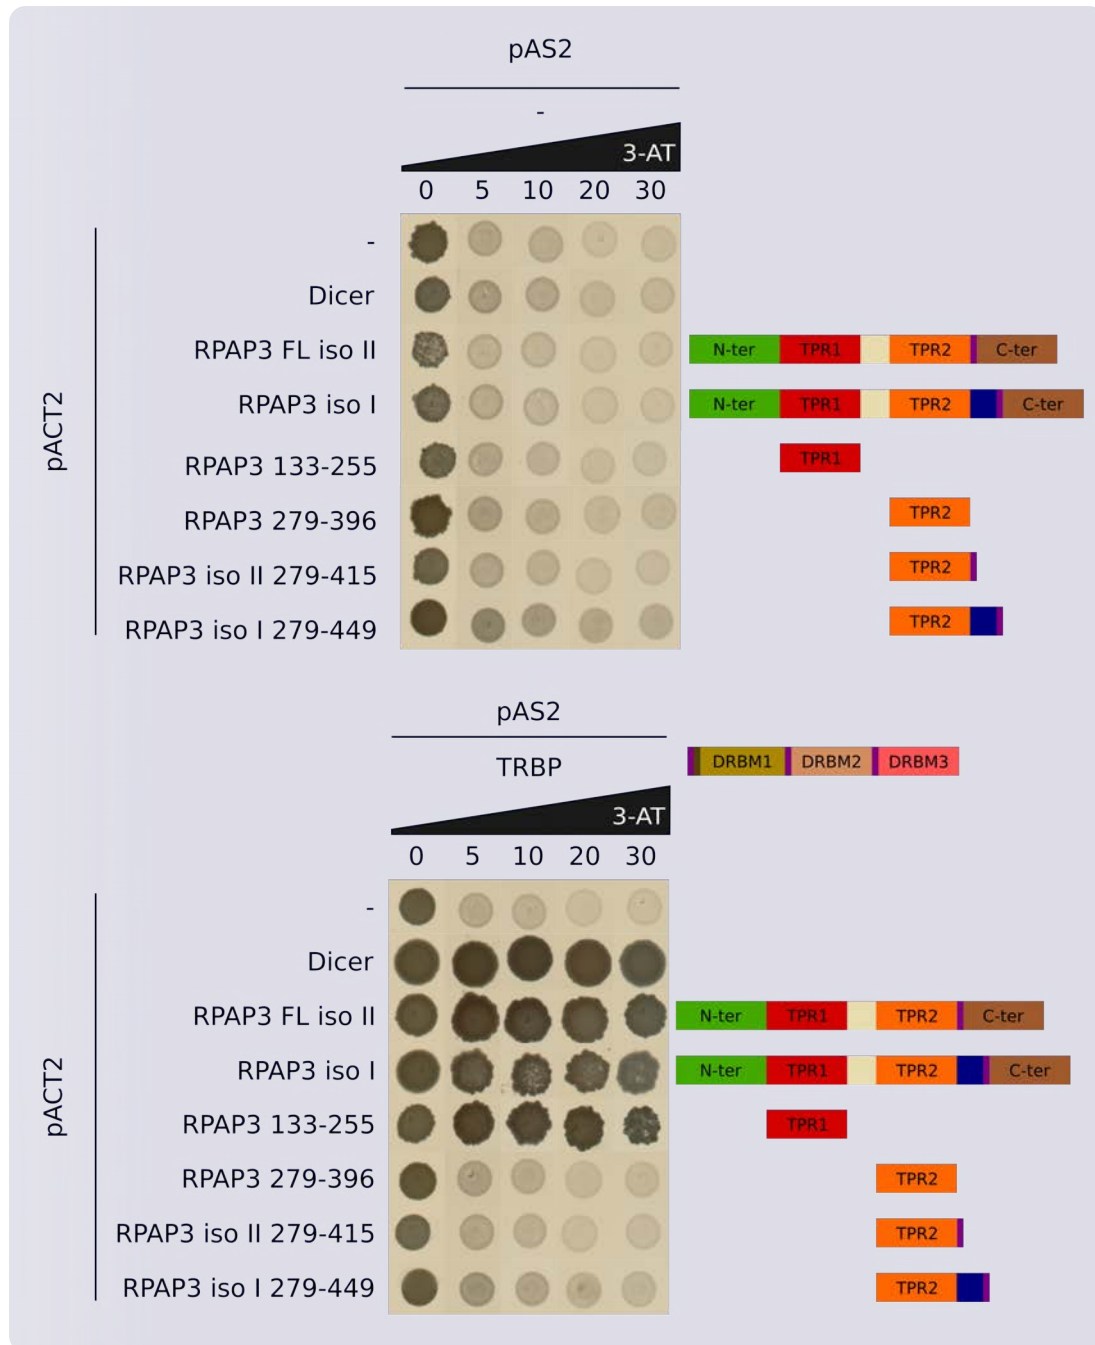 pAS2
-
3-AT
0 5 10 20 30
pACT2
-
Dicer
RPAP3 FL iso II N-ter TPR1 TPR2 C-ter
RPAP3 iso I N-ter TPR1 TPR2 C-ter
RPAP3 133-255 TPR1
RPAP3 279-396 TPR2
RPAP3 iso II 279-415 TPR2
RPAP3 iso I 279-449 TPR2
pAS2
TRBP DRBM1 DRBM2 DRBM3
3-AT
0 5 10 20 30
pACT2
-
Dicer
RPAP3 FL iso II N-ter TPR1 TPR2 C-ter
RPAP3 iso I N-ter TPR1 TPR2 C-ter
RPAP3 133-255 TPR1
RPAP3 279-396 TPR2
RPAP3 iso II 279-415 TPR2
RPAP3 iso I 279-449 TPR2